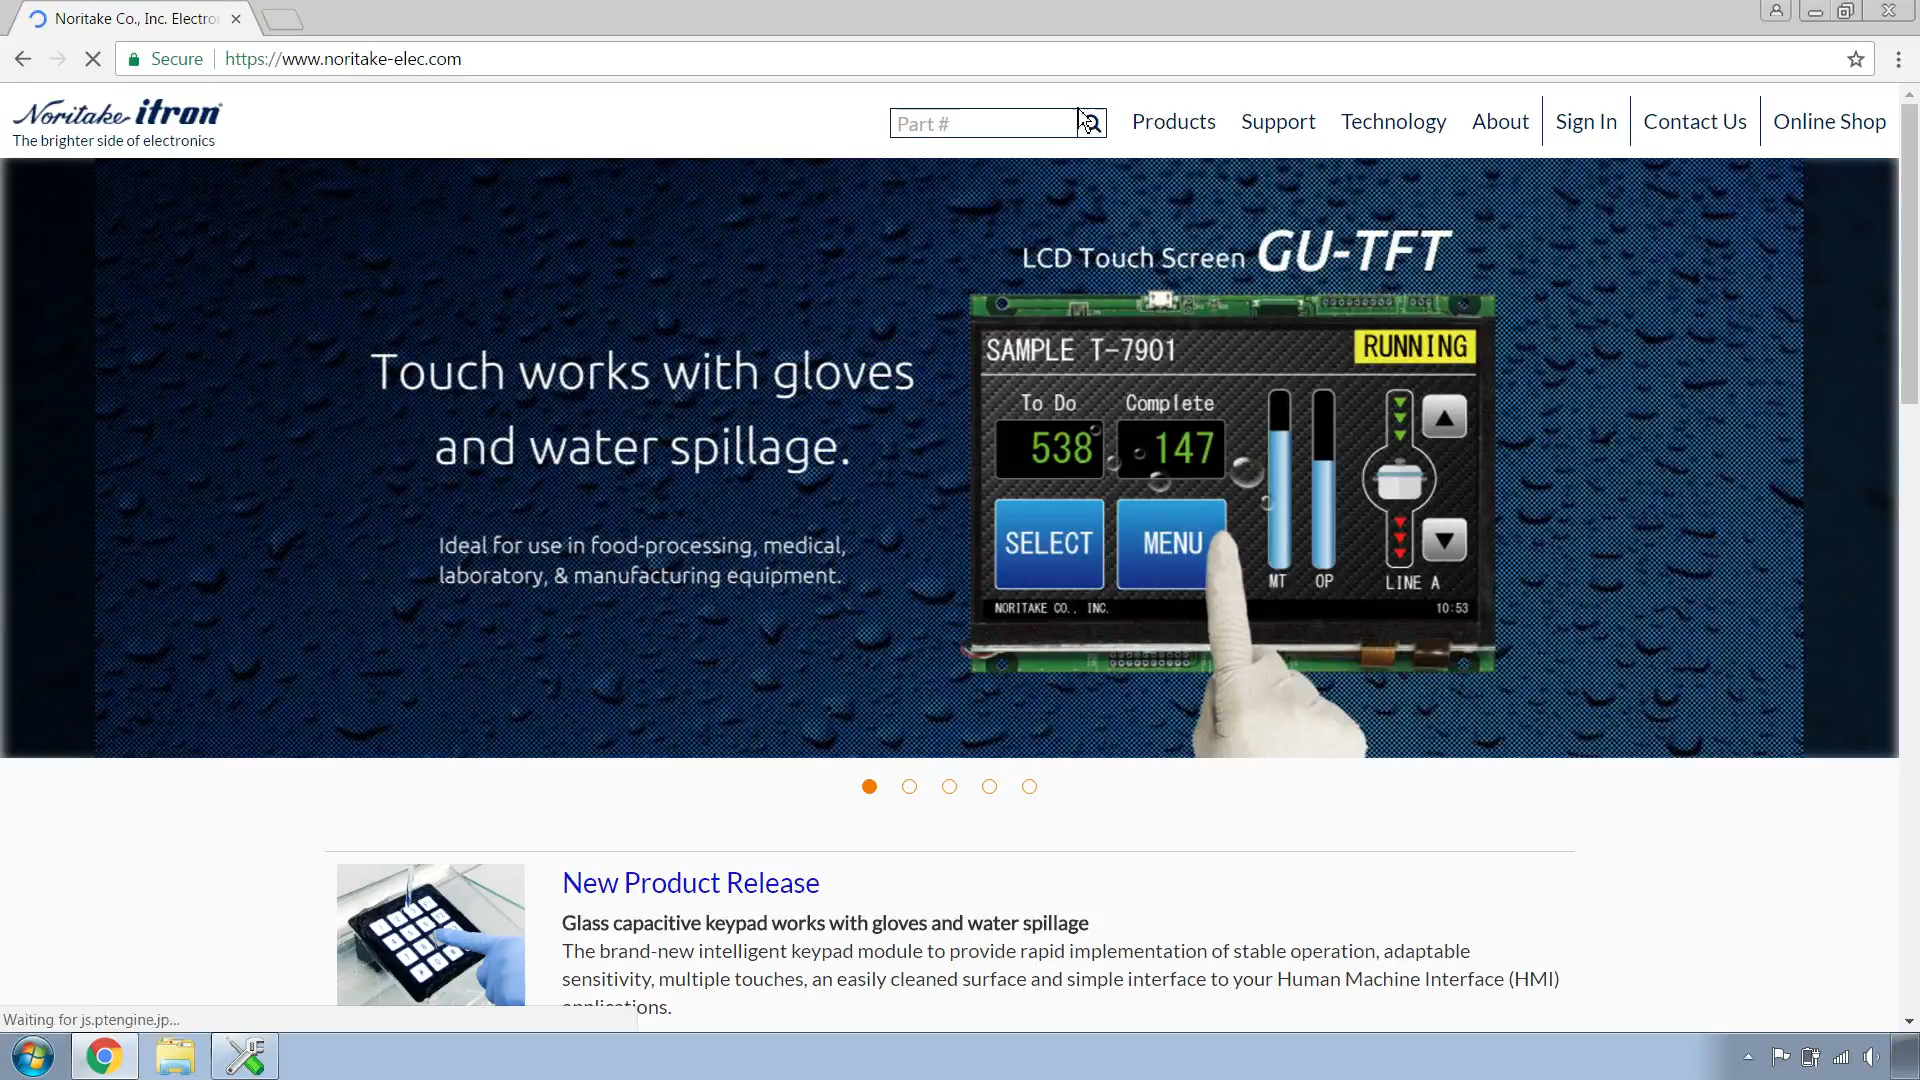 Noritake Co., Inc. Electro
Secure https://www.noritake-elec.com
Noritake itron
The brighter side of electronics
Part #
Products
Support
Technology
About
Sign In
Contact Us
Online Shop
LCD Touch Screen GU-TFT
Touch works with gloves
and water spillage.
Ideal for use in food-processing, medical,
laboratory, & manufacturing equipment.
SAMPLE T-7901
RUNNING
To Do
Complete
538
147
SELECT
MENU
MT
OP
LINE A
NORITAKE CO., INC.
10:53
New Product Release
Glass capacitive keypad works with gloves and water spillage
The brand-new intelligent keypad module to provide rapid implementation of stable operation, adaptable
sensitivity, multiple touches, an easily cleaned surface and simple interface to your Human Machine Interface (HMI)
applications.
Waiting for js.ptengine.jp...